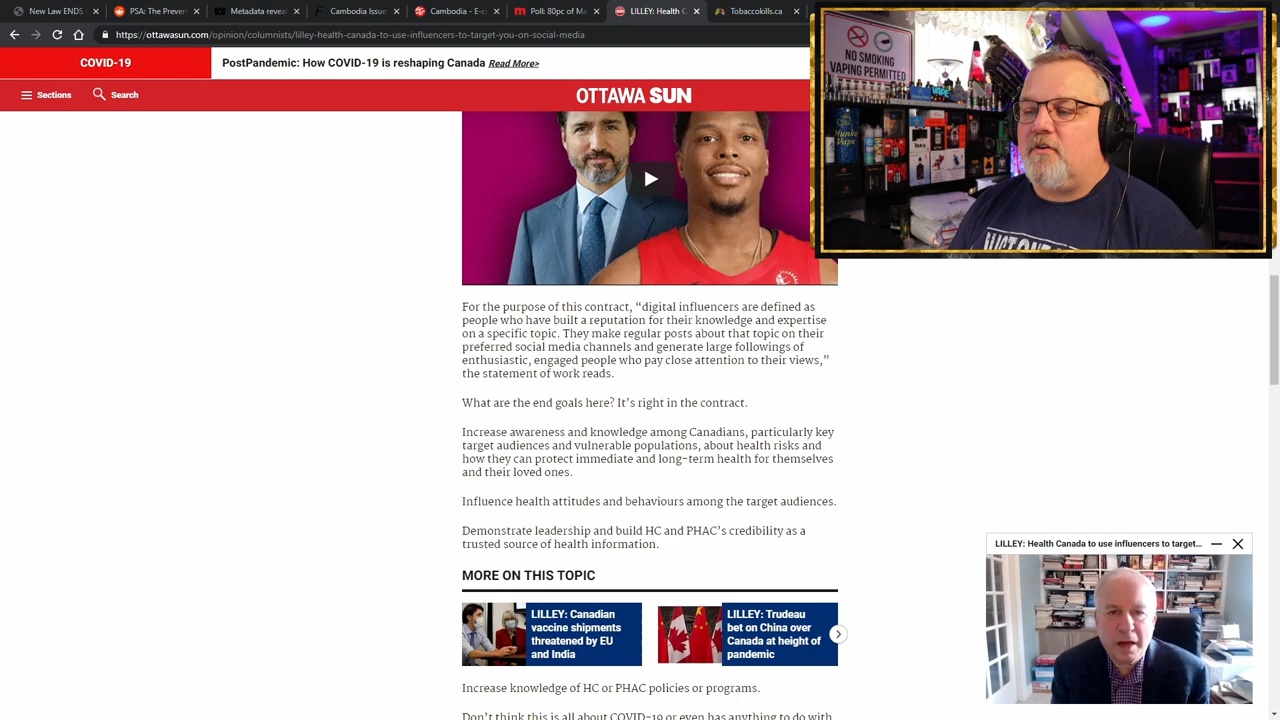 New Law ENDS
PSA: The Preven
Matadala reveal
Cambodia Issue
Cambodia - E-c
Polti Bolic of Ma
LILLEY: Health C
Tobaccokills.ca
https://ottawasun.com/
ey-health-canada-to-use-influencers-to-target-you-on-social-media
COVID-19
PostPandemic: How COVID-19 is reshaping Canada Read More>
Sections
Search
OTTAWA SUN
NO SMOKING
VAPING PERMITTED
For the purpose of this contract, “digital influencers are defined as
people who have built a reputation for their knowledge and expertise
on a specific topic. They make regular posts about that topic on their
preferred social media channels and generate large followings of
enthusiastic, engaged people who pay close attention to their views,”
the statement of work reads.
What are the end goals here? It’s right in the contract.
Increase awareness and knowledge among Canadians, particularly key
target audiences and vulnerable populations, about health risks and
how they can protect immediate and long-term health for themselves
and their loved ones.
Influence health attitudes and behaviours among the target audiences.
Demonstrate leadership and build HC and PHAC’s credibility as a
trusted source of health information.
MORE ON THIS TOPIC
LILLEY: Canadian
vaccine shipments
threatened by EU
and India
LILLEY: Trudeau
bet on China over
Canada at height of
pandemic
LILLEY: Health Canada to use influencers to target...
Increase knowledge of HC or PHAC policies or programs.
Don’t think this is all about COVID-19 or even has anything to do with